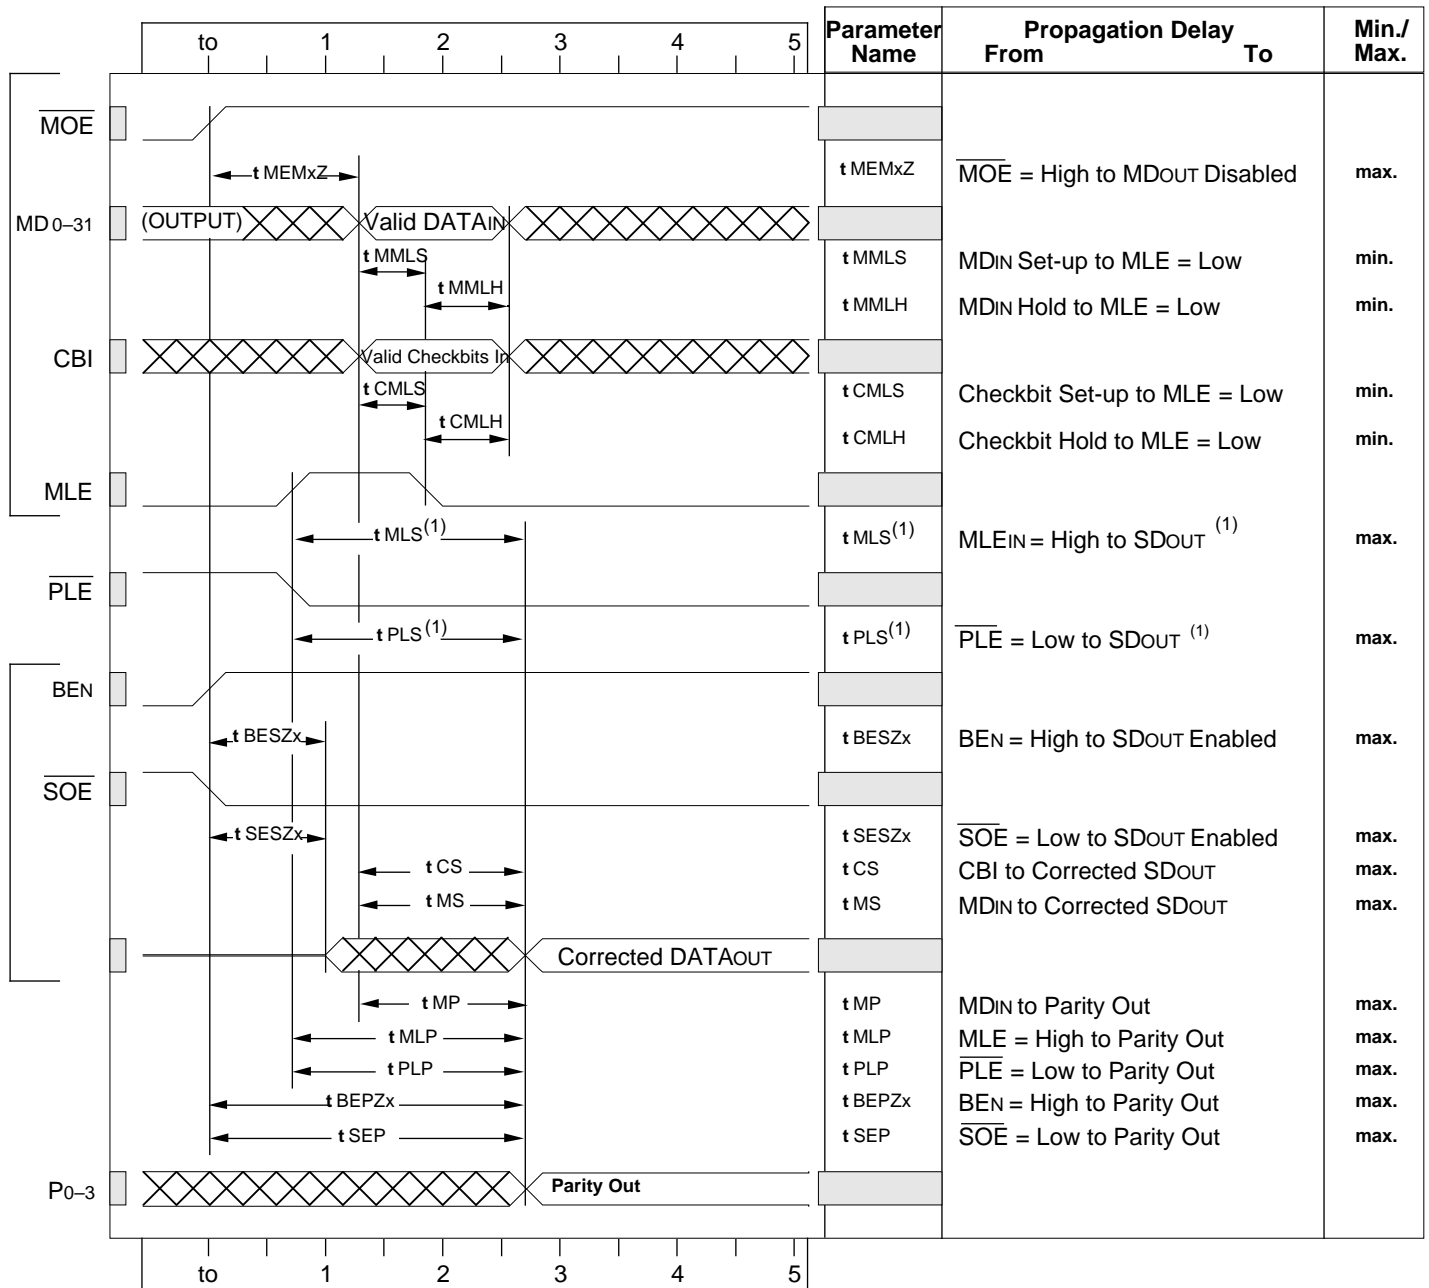 to 1 2 3 4 5
Parameter Name
Propagation Delay
From To
Min./ Max.
MOE
t MEMxZ
t MEMxZ MOE = High to MDOUT Disabled max.
MD 0–31
(OUTPUT) Valid DATAIN
t MMLS
t MMLS MDIN Set-up to MLE = Low min.
t MMLH
t MMLH MDIN Hold to MLE = Low min.
CBI
Valid Checkbits In
t CMLS
t CMLS Checkbit Set-up to MLE = Low min.
t CMLH
t CMLH Checkbit Hold to MLE = Low min.
MLE
t MLS(1)
t MLS(1) MLEIN = High to SDOUT (1) max.
PLE
t PLS(1)
t PLS(1) PLE = Low to SDOUT (1) max.
BEN
t BESZx
t BESZx BEN = High to SDOUT Enabled max.
SOE
t SESZx
t SESZx SOE = Low to SDOUT Enabled max.
t CS
t CS CBI to Corrected SDOUT max.
t MS
t MS MDIN to Corrected SDOUT max.
Corrected DATAOUT
t MP
t MP MDIN to Parity Out max.
t MLP
t MLP MLE = High to Parity Out max.
t PLP
t PLP PLE = Low to Parity Out max.
t BEPZx
t BEPZx BEN = High to Parity Out max.
t SEP
t SEP SOE = Low to Parity Out max.
P0–3
Parity Out
to 1 2 3 4 5